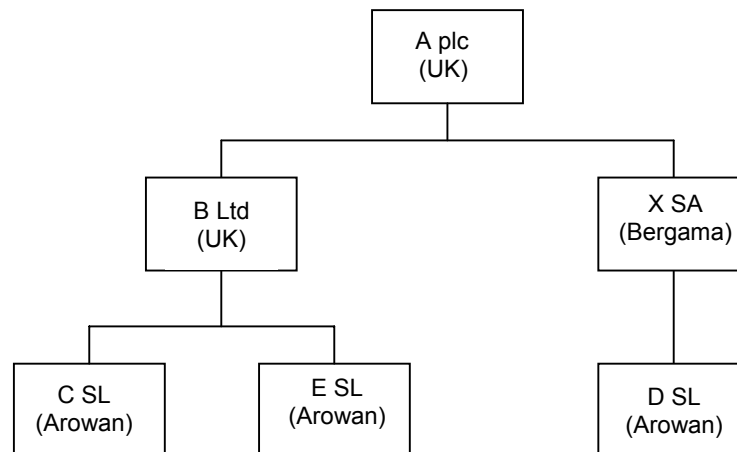 A plc
(UK)
B Ltd
(UK)
X SA
(Bergama)
C SL
(Arowan)
E SL
(Arowan)
D SL
(Arowan)